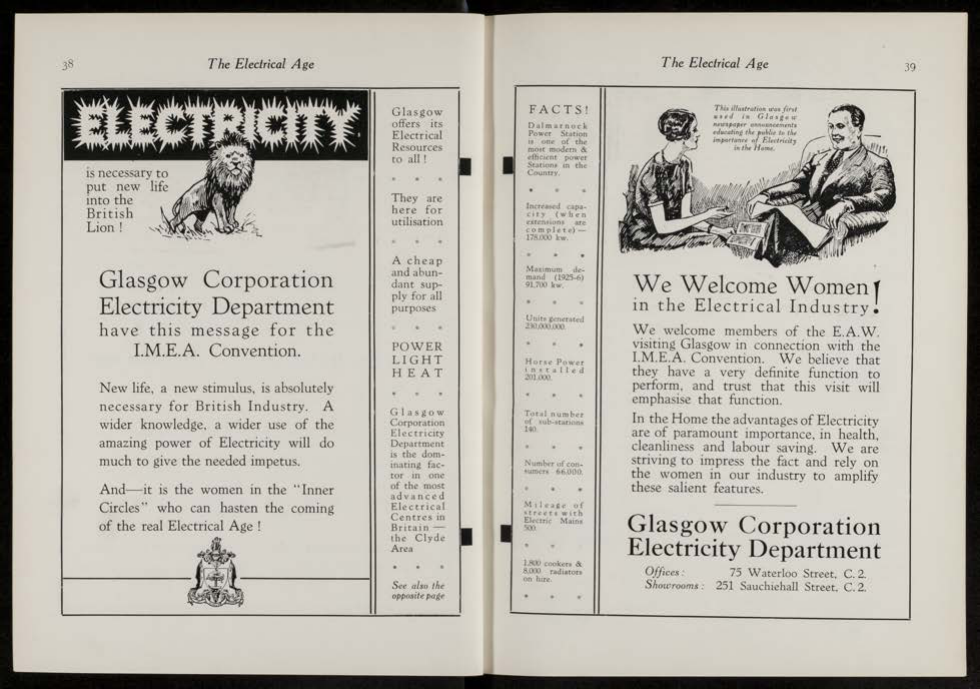 38
The Electrical Age
ELECTRICITY
is necessary to
put new life
into the
British
Lion !
Glasgow Corporation
Electricity Department
have this message for the
I.M.E.A. Convention.
New life, a new stimulus, is absolutely
necessary for British Industry. A
wider knowledge, a wider use of the
amazing power of Electricity will do
much to give the needed impetus.
And—it is the women in the "Inner
Circles" who can hasten the coming
of the real Electrical Age !
Glasgow
offers its
Electrical
Resources
to all !
They are
here for
utilisation
A cheap
and abun-
dant sup-
ply for all
purposes
POWER
LIGHT
HEAT
Glasgow
Corporation
Electricity
Department
is the dom-
inating fac-
tor in one
of the most
advanced
Electrical
Centres in
Britain —
the Clyde
Area
See also the
opposite page
The Electrical Age
39
FACTS!
Dalmarnock
Power Station
is one of the
most modern &
efficient power
Stations in the
Country.
Increased capa-
city (when
extensions are
complete)—
178,000 kw.
Maximum de-
mand (1925-6)
91,700 kw.
Units generated
230,000,000.
Horse Power
installed
201,000.
Total number
of sub-stations
140.
Number of con-
sumers 66,000.
Mileage of
streets with
Electric Mains
500.
1,800 cookers &
8,000 radiators
on hire.
This illustration was first
used in Glasgow
newspaper announcements
educating the public to the
importance of Electricity
in the Home.
We Welcome Women
in the Electrical Industry!
We welcome members of the E.A.W.
visiting Glasgow in connection with the
I.M.E.A. Convention. We believe that
they have a very definite function to
perform, and trust that this visit will
emphasise that function.
In the Home the advantages of Electricity
are of paramount importance, in health,
cleanliness and labour saving. We are
striving to impress the fact and rely on
the women in our industry to amplify
these salient features.
Glasgow Corporation
Electricity Department
Offices : 75 Waterloo Street, C. 2.
Showrooms : 251 Sauchiehall Street, C. 2.